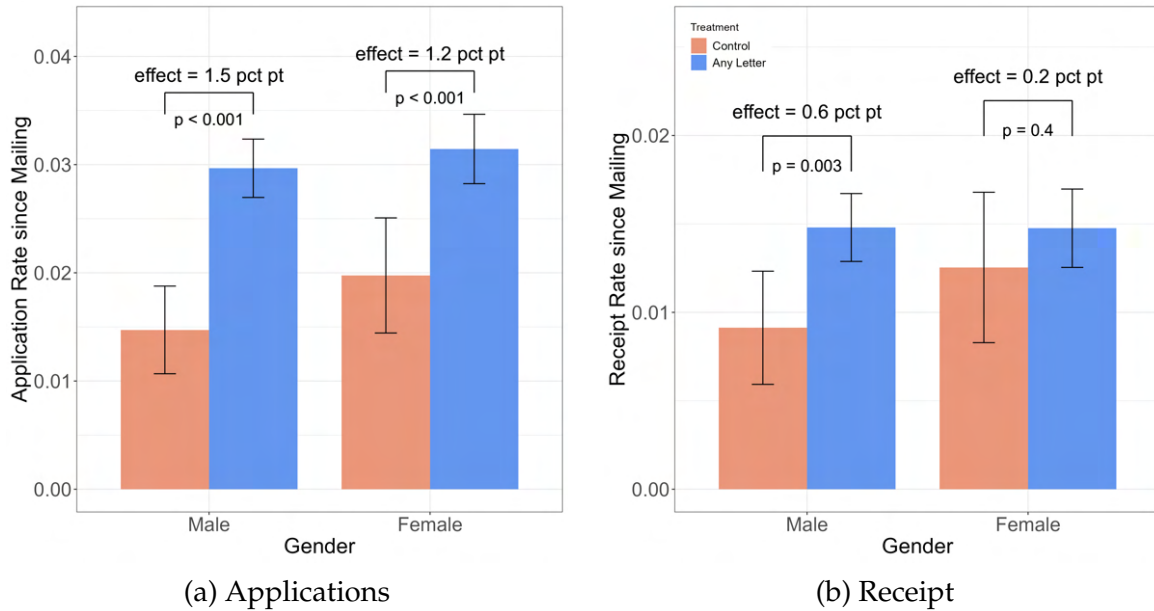 Application Rate since Mailing
0.04
0.03
0.02
0.01
0.00
effect = 1.5 pct pt
p < 0.001
effect = 1.2 pct pt
p < 0.001
Male
Female
Gender
(a) Applications
Receipt Rate since Mailing
0.02
0.01
0.00
Treatment
Control
Any Letter
effect = 0.6 pct pt
p = 0.003
effect = 0.2 pct pt
p = 0.4
Male
Female
Gender
(b) Receipt